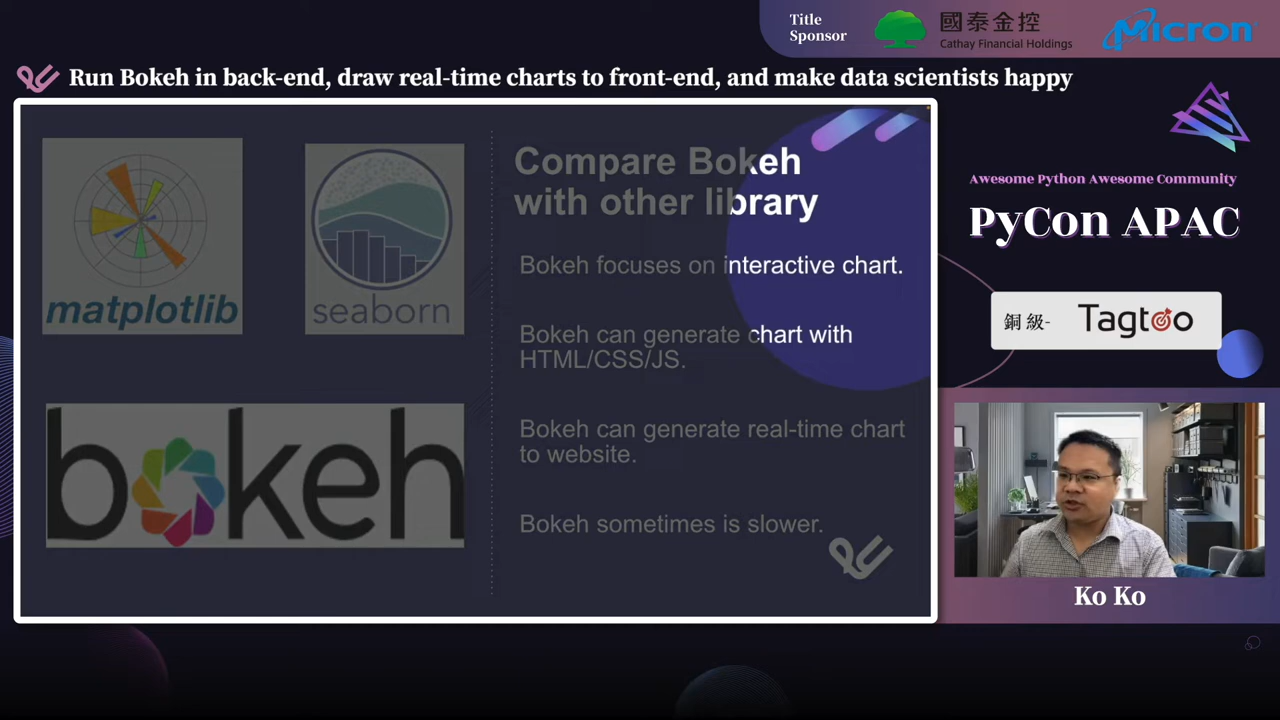 Title
Sponsor
國泰金控
Cathay Financial Holdings
Micron
Run Bokeh in back-end, draw real-time charts to front-end, and make data scientists happy
matplotlib
seaborn
bokeh
Compare Bokeh
with other library
Bokeh focuses on interactive chart.
Bokeh can generate chart with
HTML/CSS/JS.
Bokeh can generate real-time chart
to website.
Bokeh sometimes is slower.
Awesome Python Awesome Community
PyCon APAC
銅級- Tagtoo
Ko Ko